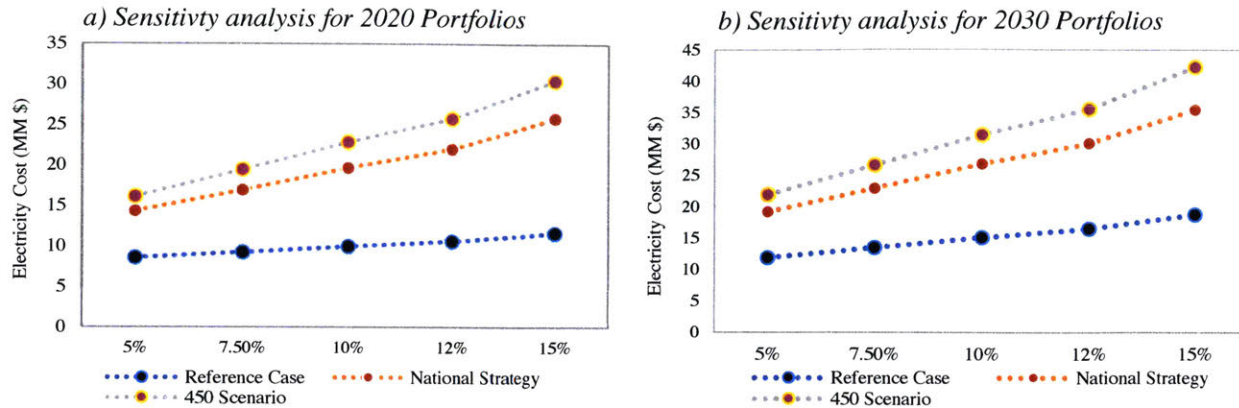 a) Sensitivty analysis for 2020 Portfolios
35
30
25
20
15
10
5
0
Electricity Cost (MM $)
5% 7.50% 10% 12% 15%
Reference Case National Strategy
450 Scenario
b) Sensitivty analysis for 2030 Portfolios
45
40
35
30
25
20
15
10
5
0
Electricity Cost (MM $)
5% 7.50% 10% 12% 15%
Reference Case National Strategy
450 Scenario